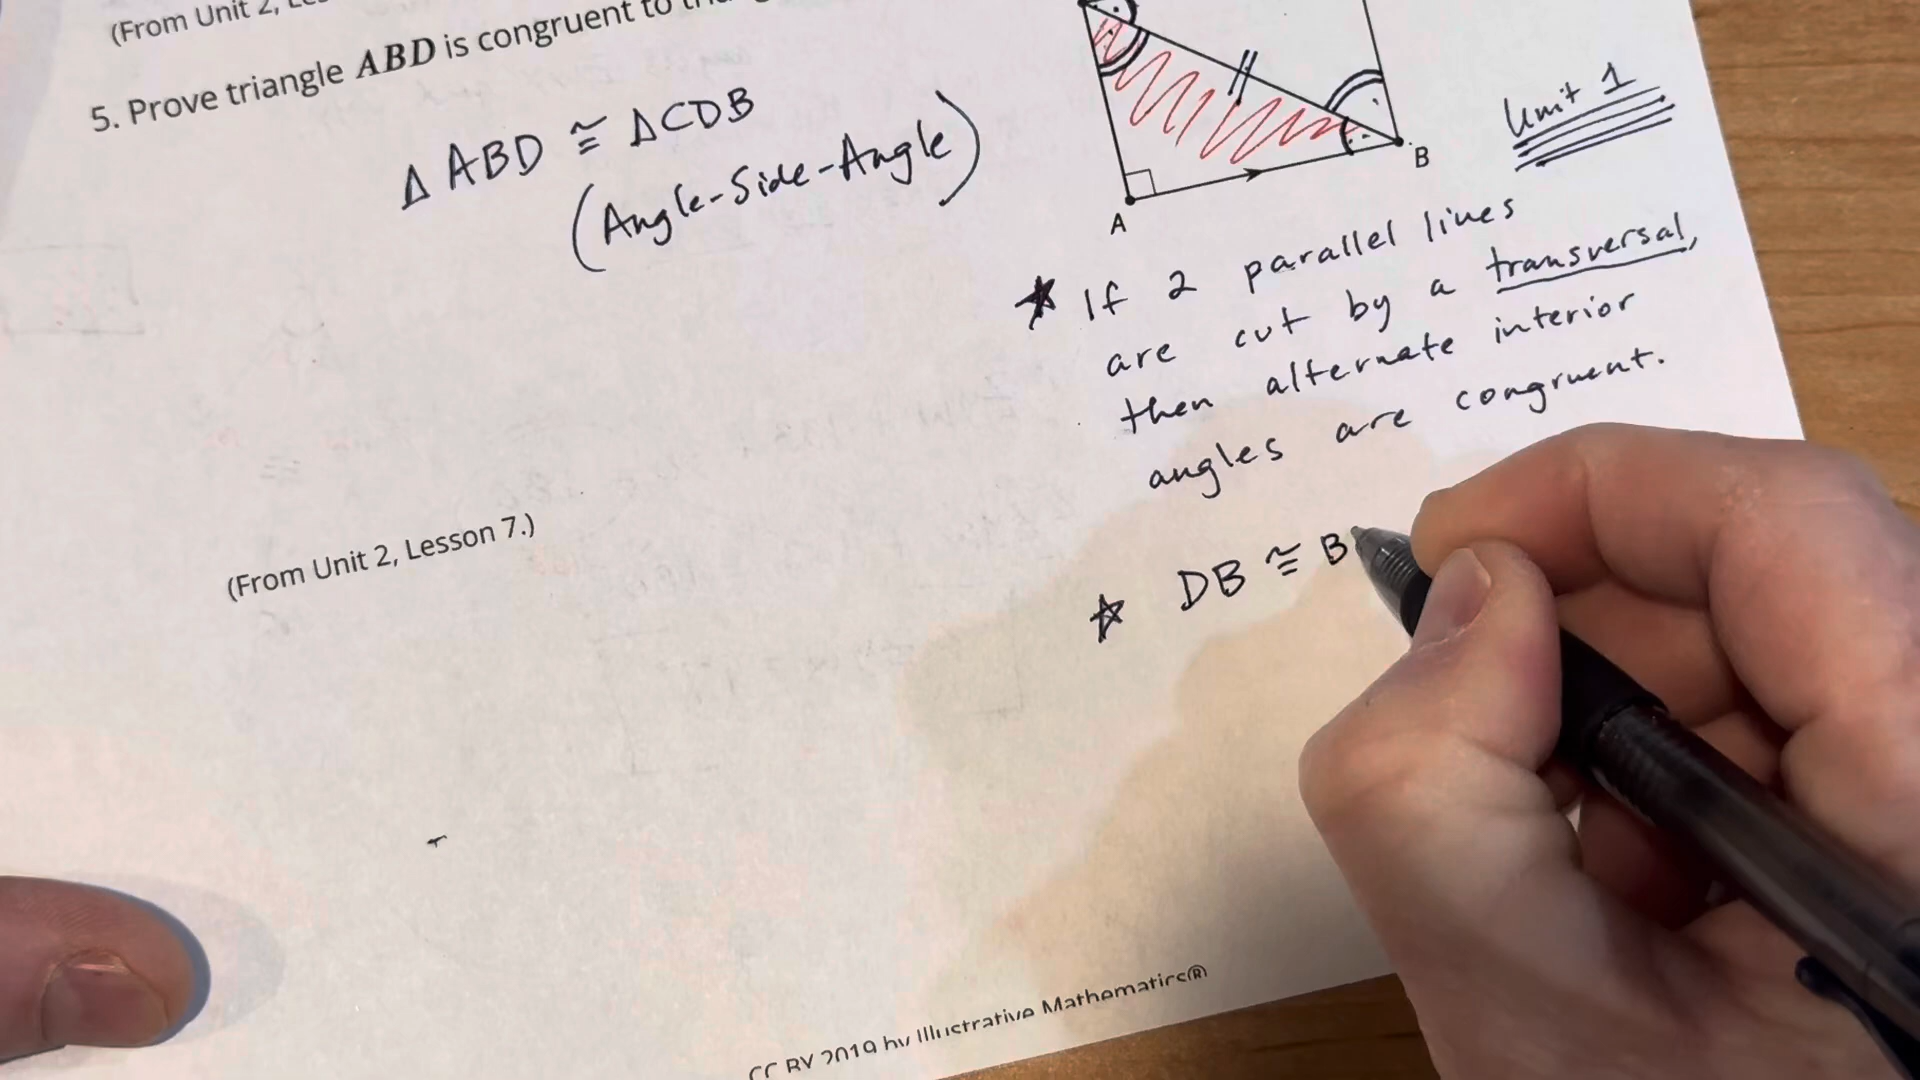 (From Unit 2,
5. Prove triangle ABD is congruent to
Δ ABD ≅ Δ CDB
(Angle-Side-Angle)
Unit 1
B
A
★ If 2 parallel lines
are cut by a transversal,
then alternate interior
angles are congruent.
☆ DB ≅ B
(From Unit 2, Lesson 7.)
CC BY 2019 by Illustrative Mathematics®